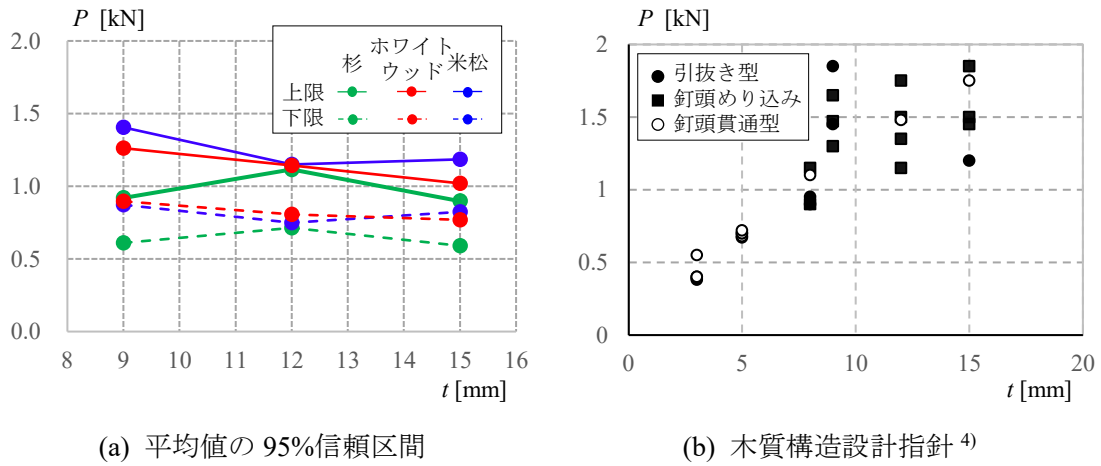 P [kN]
2.0
1.5
1.0
0.5
0.0
杉 ホワイトウッド 米松
上限
下限
8 9 10 11 12 13 14 15 16
t [mm]
(a) 平均値の 95%信頼区間
P [kN]
2
1.5
1
0.5
0
引抜き型
釘頭めり込み
釘頭貫通型
0 5 10 15 20
t [mm]
(b) 木質構造設計指針 4)